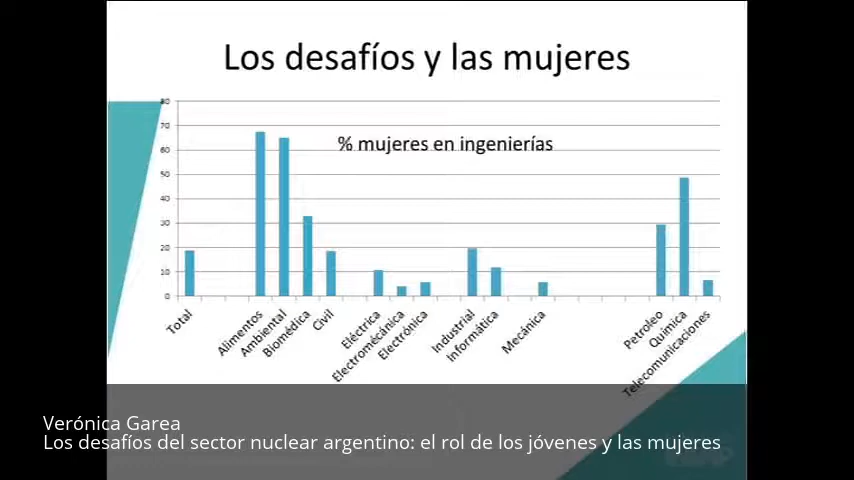 Los desafíos y las mujeres
% mujeres en ingenierías
80
70
60
50
40
30
20
10
0
Total
Alimentos
Ambiental
Biomédica
Civil
Eléctrica
Electromecánica
Electrónica
Industrial
Informática
Mecánica
Petroleo
Química
Telecomunicaciones
Verónica Garea
Los desafíos del sector nuclear argentino: el rol de los jóvenes y las mujeres